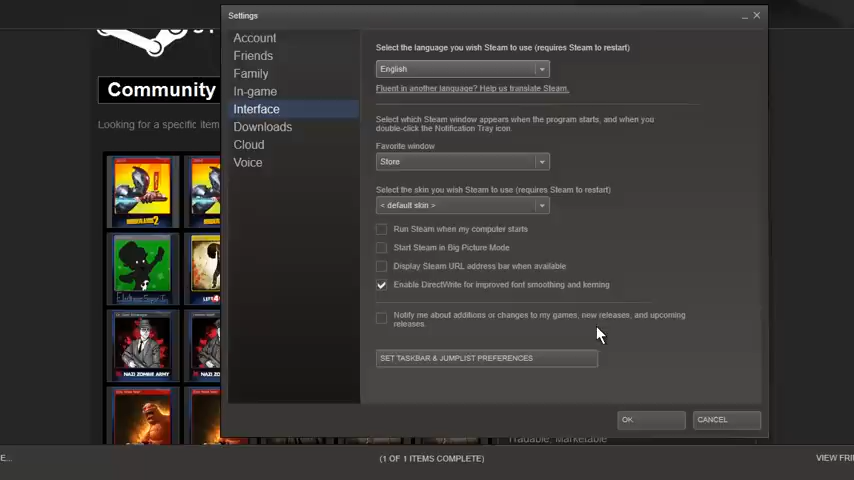 Settings
Account
Friends
Family
In-game
Interface
Downloads
Cloud
Voice
Select the language you wish Steam to use (requires Steam to restart)
English
Fluent in another language? Help us translate Steam.
Select which Steam window appears when the program starts, and when you
double-click the Notification Tray icon.
Favorite window
Store
Select the skin you wish Steam to use (requires Steam to restart)
< default skin >
Run Steam when my computer starts
Start Steam in Big Picture Mode
Display Steam URL address bar when available
Enable DirectWrite for improved font smoothing and kerning
Notify me about additions or changes to my games, new releases, and upcoming
releases.
SET TASKBAR & JUMPLIST PREFERENCES
OK
CANCEL
Community
Looking for a specific item
NAZI ZOMBIE ARMY
Tradable, Marketable
E...
(1 OF 1 ITEMS COMPLETE)
VIEW FRI